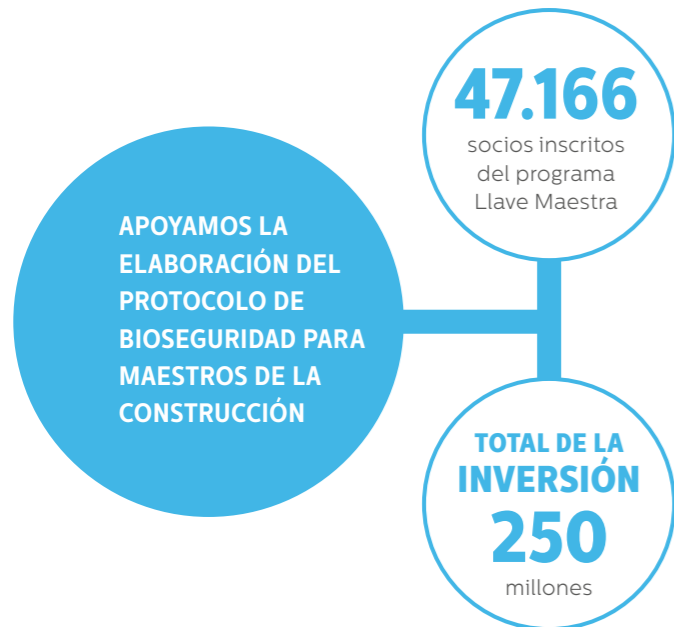 APOYAMOS LA
ELABORACIÓN DEL
PROTOCOLO DE
BIOSEGURIDAD PARA
MAESTROS DE LA
CONSTRUCCIÓN
47.166
socios inscritos
del programa
Llave Maestra
TOTAL DE LA
INVERSIÓN
250
millones